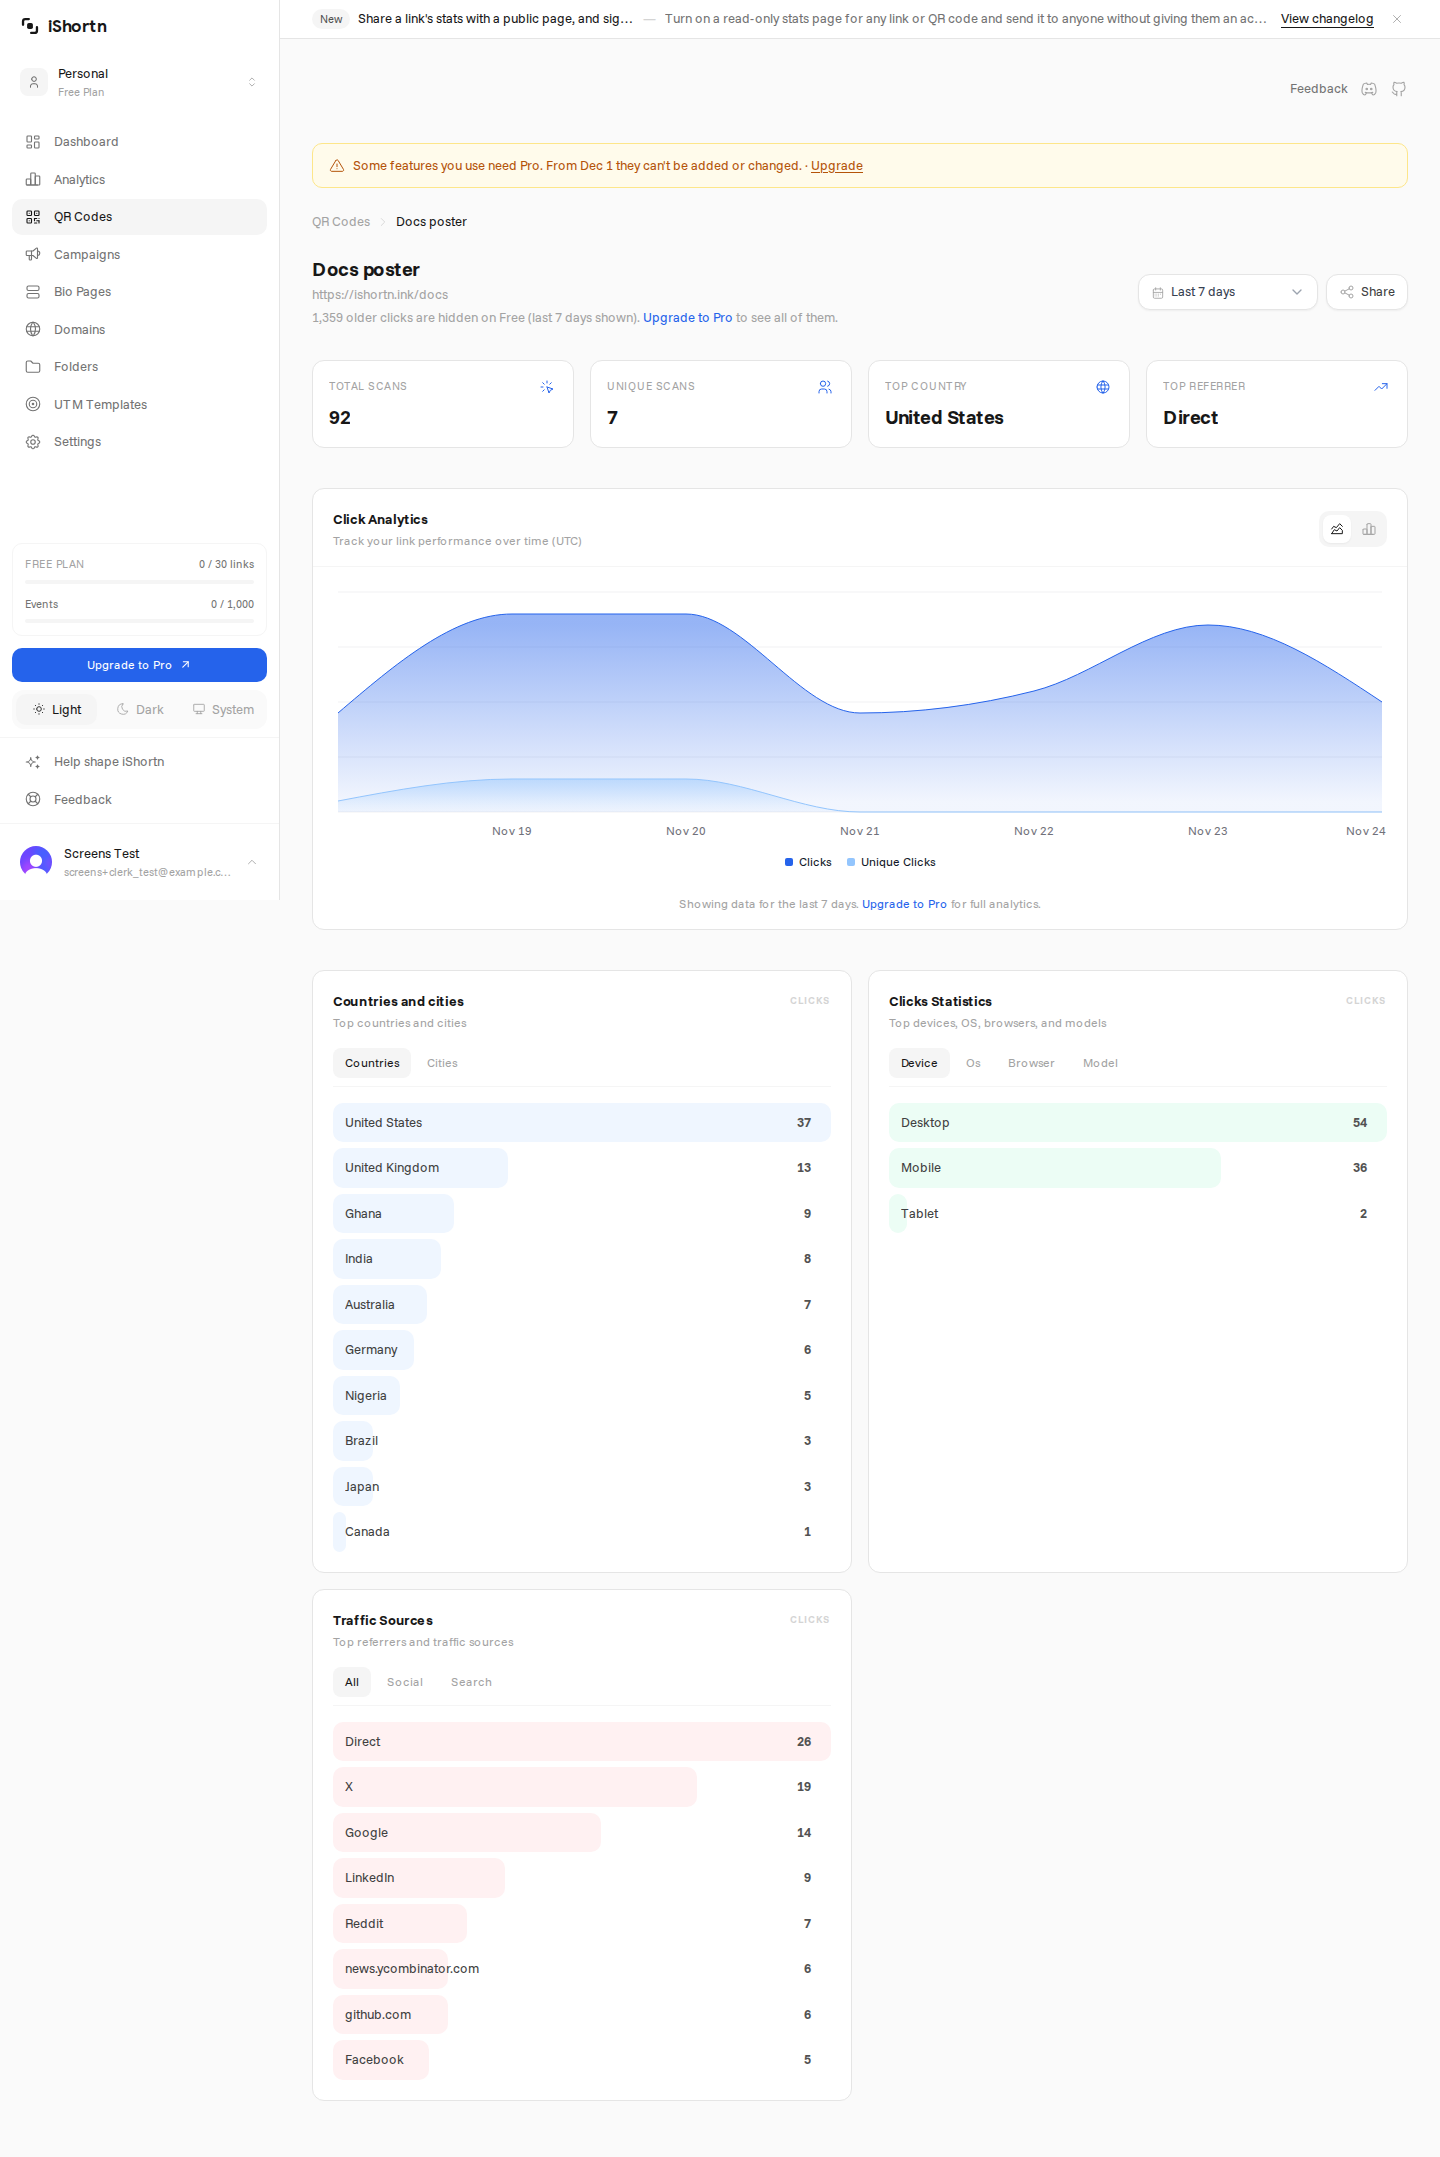 iShortn
Personal
Free Plan
Dashboard
Analytics
QR Codes
Campaigns
Bio Pages
Domains
Folders
UTM Templates
Settings
FREE PLAN 0 / 30 links
Events 0 / 1,000
Upgrade to Pro
Light Dark System
Help shape iShortn
Feedback
Screens Test
screens+clerk_test@example.c...
New Share a link's stats with a public page, and sig... — Turn on a read-only stats page for any link or QR code and send it to anyone without giving them an ac... View changelog
Feedback
Some features you use need Pro. From Dec 1 they can't be added or changed. · Upgrade
QR Codes Docs poster
Docs poster
https://ishortn.ink/docs
1,359 older clicks are hidden on Free (last 7 days shown). Upgrade to Pro to see all of them.
Last 7 days Share
TOTAL SCANS
92
UNIQUE SCANS
7
TOP COUNTRY
United States
TOP REFERRER
Direct
Click Analytics
Track your link performance over time (UTC)
Nov 19 Nov 20 Nov 21 Nov 22 Nov 23 Nov 24
Clicks Unique Clicks
Showing data for the last 7 days. Upgrade to Pro for full analytics.
Countries and cities CLICKS
Top countries and cities
Countries Cities
United States 37
United Kingdom 13
Ghana 9
India 8
Australia 7
Germany 6
Nigeria 5
Brazil 3
Japan 3
Canada 1
Clicks Statistics CLICKS
Top devices, OS, browsers, and models
Device Os Browser Model
Desktop 54
Mobile 36
Tablet 2
Traffic Sources CLICKS
Top referrers and traffic sources
All Social Search
Direct 26
X 19
Google 14
LinkedIn 9
Reddit 7
news.ycombinator.com 6
github.com 6
Facebook 5